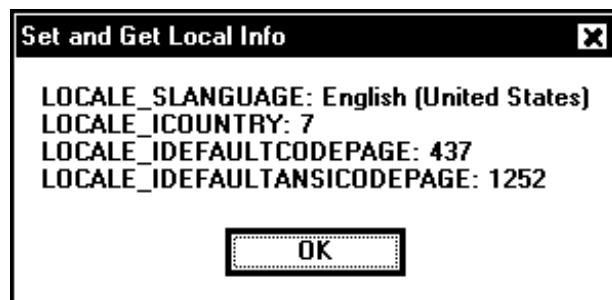 Set and Get Local Info
LOCALE_SLANGUAGE: English (United States)
LOCALE_ICOUNTRY: 7
LOCALE_IDEFAULTCODEPAGE: 437
LOCALE_IDEFAULTANSICODEPAGE: 1252
OK